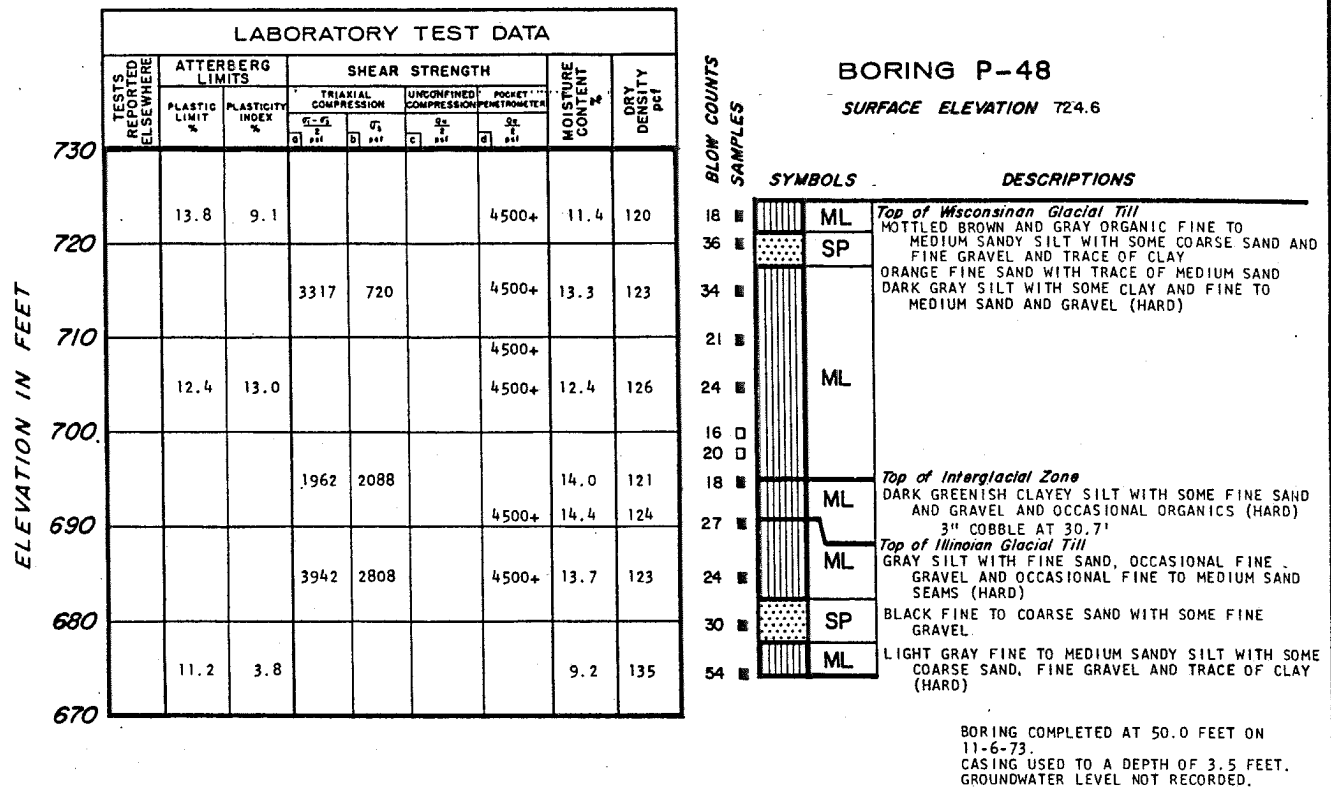 LABORATORY TEST DATA
TESTS REPORTED ELSEWHERE
ATTERBERG LIMITS
SHEAR STRENGTH
MOISTURE CONTENT %
DRY DENSITY pcf
PLASTIC LIMIT %
PLASTICITY INDEX %
TRIAXIAL COMPRESSION
UNCONFINED COMPRESSION
POCKET PENETROMETER
a psf
b psf
c psf
d psf
BLOW COUNTS
SAMPLES
BORING P-48
SURFACE ELEVATION 724.6
SYMBOLS
DESCRIPTIONS
ELEVATION IN FEET
730
13.8 9.1 4500+ 11.4 120
720
3317 720 4500+ 13.3 123
710
4500+
12.4 13.0 4500+ 12.4 126
700
1962 2088 14.0 121
4500+ 14.4 124
690
3942 2808 4500+ 13.7 123
680
11.2 3.8 9.2 135
670
18
36
34
21
24
16
20
18
27
24
30
54
ML
SP
ML
ML
ML
SP
ML
Top of Wisconsinan Glacial Till
MOTTLED BROWN AND GRAY ORGANIC FINE TO
MEDIUM SANDY SILT WITH SOME COARSE SAND AND
FINE GRAVEL AND TRACE OF CLAY
ORANGE FINE SAND WITH TRACE OF MEDIUM SAND
DARK GRAY SILT WITH SOME CLAY AND FINE TO
MEDIUM SAND AND GRAVEL (HARD)
Top of Interglacial Zone
DARK GREENISH CLAYEY SILT WITH SOME FINE SAND
AND GRAVEL AND OCCASIONAL ORGANICS (HARD)
3" COBBLE AT 30.7'
Top of Illinoian Glacial Till
GRAY SILT WITH FINE SAND, OCCASIONAL FINE
GRAVEL AND OCCASIONAL FINE TO MEDIUM SAND
SEAMS (HARD)
BLACK FINE TO COARSE SAND WITH SOME FINE
GRAVEL
LIGHT GRAY FINE TO MEDIUM SANDY SILT WITH SOME
COARSE SAND, FINE GRAVEL AND TRACE OF CLAY
(HARD)
BORING COMPLETED AT 50.0 FEET ON
11-6-73.
CASING USED TO A DEPTH OF 3.5 FEET.
GROUNDWATER LEVEL NOT RECORDED.